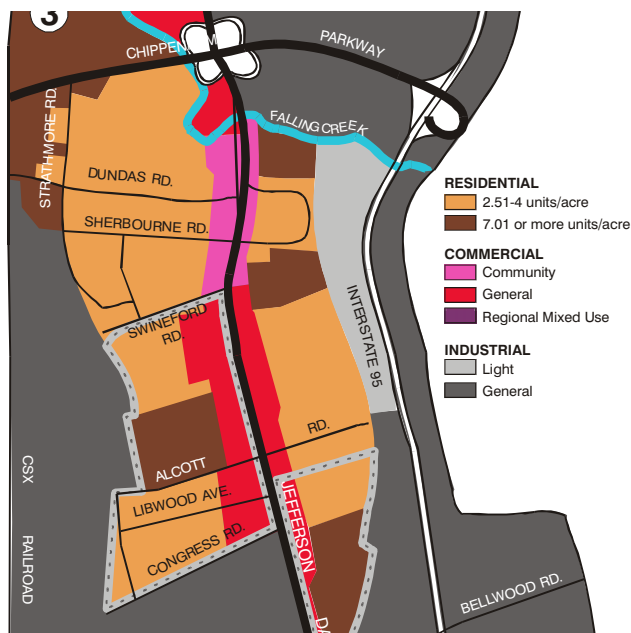 3
CHIPPENHAM
PARKWAY
FALLING CREEK
STRATHMORE RD.
DUNDAS RD.
SHERBOURNE RD.
SWINEFORD
RD.
INTERSTATE 95
RD.
ALCOTT
LIBWOOD AVE.
CONGRESS RD.
JEFFERSON
DA
CSX
RAILROAD
BELLWOOD RD.
RESIDENTIAL
2.51-4 units/acre
7.01 or more units/acre
COMMERCIAL
Community
General
Regional Mixed Use
INDUSTRIAL
Light
General